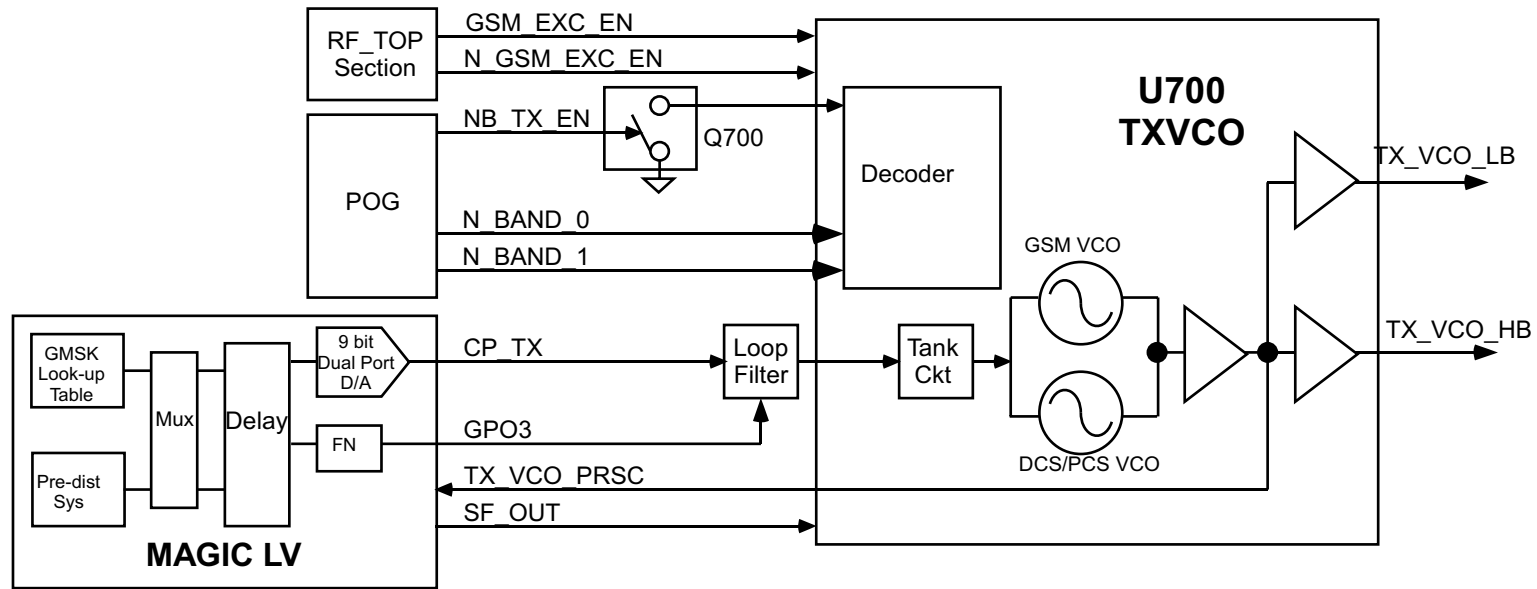 GSM_EXC_EN
RF_TOP
Section
N_GSM_EXC_EN
U700
TXVCO
NB_TX_EN
Q700
TX_VCO_LB
Decoder
POG
N_BAND_0
N_BAND_1
GSM VCO
9 bit
Dual Port
D/A
CP_TX
Loop
Filter
Tank
Ckt
TX_VCO_HB
GMSK
Look-up
Table
Mux
Delay
FN
GPO3
DCS/PCS VCO
Pre-dist
Sys
TX_VCO_PRSC
SF_OUT
MAGIC LV